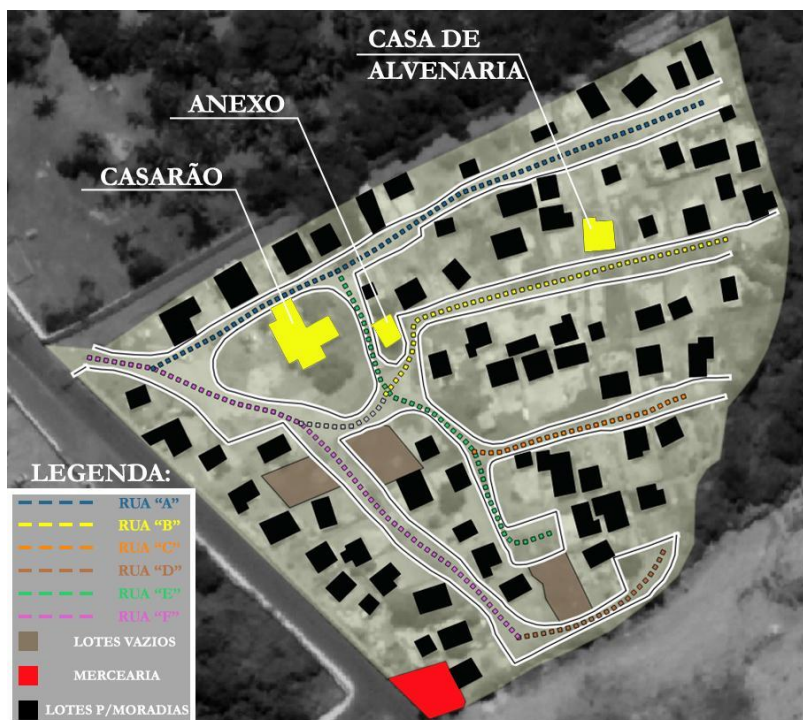 CASA DE
ALVENARIA
ANEXO
CASARÃO
LEGENDA:
RUA “A”
RUA “B”
RUA “C”
RUA “D”
RUA “E”
RUA “F”
LOTES VAZIOS
MERCEARIA
LOTES P/MORADIAS